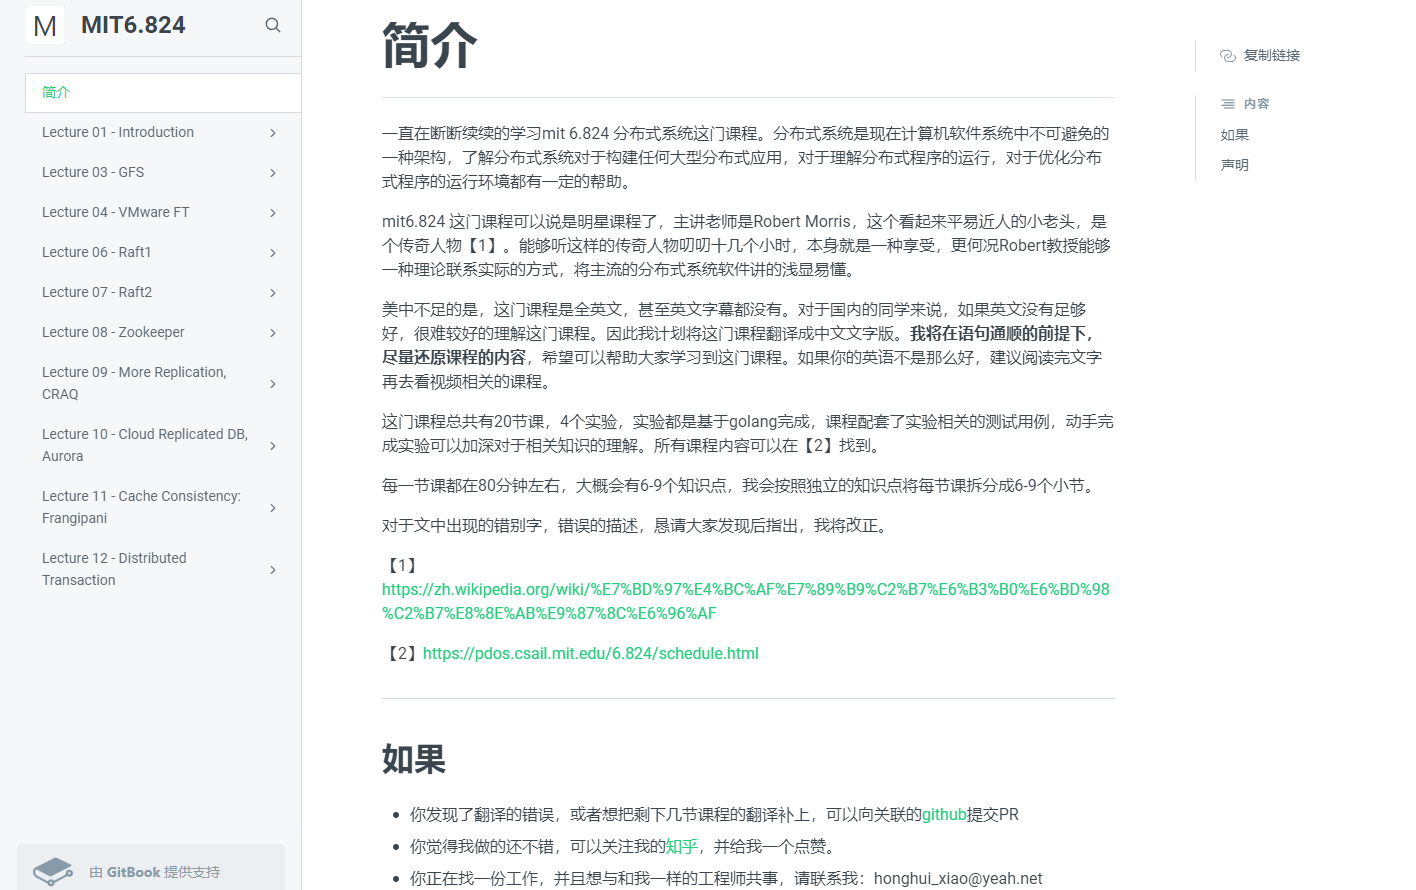 M MIT6.824
简介
Lecture 01 - Introduction
Lecture 03 - GFS
Lecture 04 - VMware FT
Lecture 06 - Raft1
Lecture 07 - Raft2
Lecture 08 - Zookeeper
Lecture 09 - More Replication,
CRAQ
Lecture 10 - Cloud Replicated DB,
Aurora
Lecture 11 - Cache Consistency:
Frangipani
Lecture 12 - Distributed
Transaction
由 GitBook 提供支持
简介
一直在断断续续的学习mit 6.824 分布式系统这门课程。分布式系统是现在计算机软件系统中不可避免的
一种架构，了解分布式系统对于构建任何大型分布式应用，对于理解分布式程序的运行，对于优化分布
式程序的运行环境都有一定的帮助。
mit6.824 这门课程可以说是明星课程了，主讲老师是Robert Morris，这个看起来平易近人的小老头，是
个传奇人物【1】。能够听这样的传奇人物叨叨十几个小时，本身就是一种享受，更何况Robert教授能够
一种理论联系实际的方式，将主流的分布式系统软件讲的浅显易懂。
美中不足的是，这门课程是全英文，甚至英文字幕都没有。对于国内的同学来说，如果英文没有足够
好，很难较好的理解这门课程。因此我计划将这门课程翻译成中文文字版。我将在语句通顺的前提下，
尽量还原课程的内容，希望可以帮助大家学习到这门课程。如果你的英语不是那么好，建议阅读完文字
再去看视频相关的课程。
这门课程总共有20节课，4个实验，实验都是基于golang完成，课程配套了实验相关的测试用例，动手完
成实验可以加深对于相关知识的理解。所有课程内容可以在【2】找到。
每一节课都在80分钟左右，大概会有6-9个知识点，我会按照独立的知识点将每节课拆分成6-9个小节。
对于文中出现的错别字，错误的描述，恳请大家发现后指出，我将改正。
【1】
https://zh.wikipedia.org/wiki/%E7%BD%97%E4%BC%AF%E7%89%B9%C2%B7%E6%B3%B0%E6%BD%98
%C2%B7%E8%8E%AB%E9%87%8C%E6%96%AF
【2】https://pdos.csail.mit.edu/6.824/schedule.html
如果
你发现了翻译的错误，或者想把剩下几节课程的翻译补上，可以向关联的github提交PR
你觉得我做的还不错，可以关注我的知乎，并给我一个点赞。
你正在找一份工作，并且想与和我一样的工程师共事，请联系我：honghui_xiao@yeah.net
复制链接
内容
如果
声明